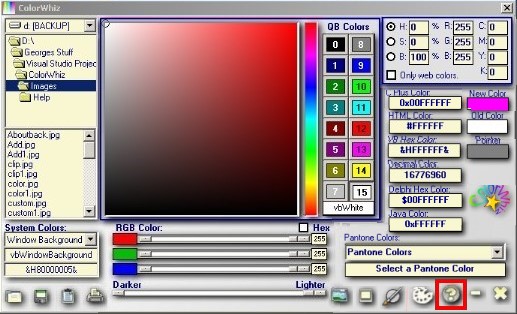 ColorWhiz
d: [BACKUP]
D:\
Georges Stuff
Visual Studio Projec
ColorWhiz
Images
Help
Aboutback.jpg
Add.jpg
Add1.jpg
clip.jpg
clip1.jpg
color.jpg
color1.jpg
custom.jpg
custom1.jpg
QB Colors
0 8
1 9
2 10
3 11
4 12
5 13
6 14
7 15
vbWhite
H: 0 % R: 255 C: 0
S: 0 % G: 255 M: 0
B: 100 % B: 255 Y: 0
Only web colors. K: 0
C Plus Color:
0x00FFFFFF
HTML Color:
#FFFFFF
VB Hex Color:
&HFFFFFF&
Decimal Color:
16776960
Delphi Hex Color:
$00FFFFFF
Java Color:
0xFFFFFF
New Color
Old Color
Pointer
System Colors:
Window Background
vbWindowBackground
&H80000005&
RGB Color:
Hex
255
255
255
Darker Lighter
Pantone Colors:
Pantone Colors
Select a Pantone Color